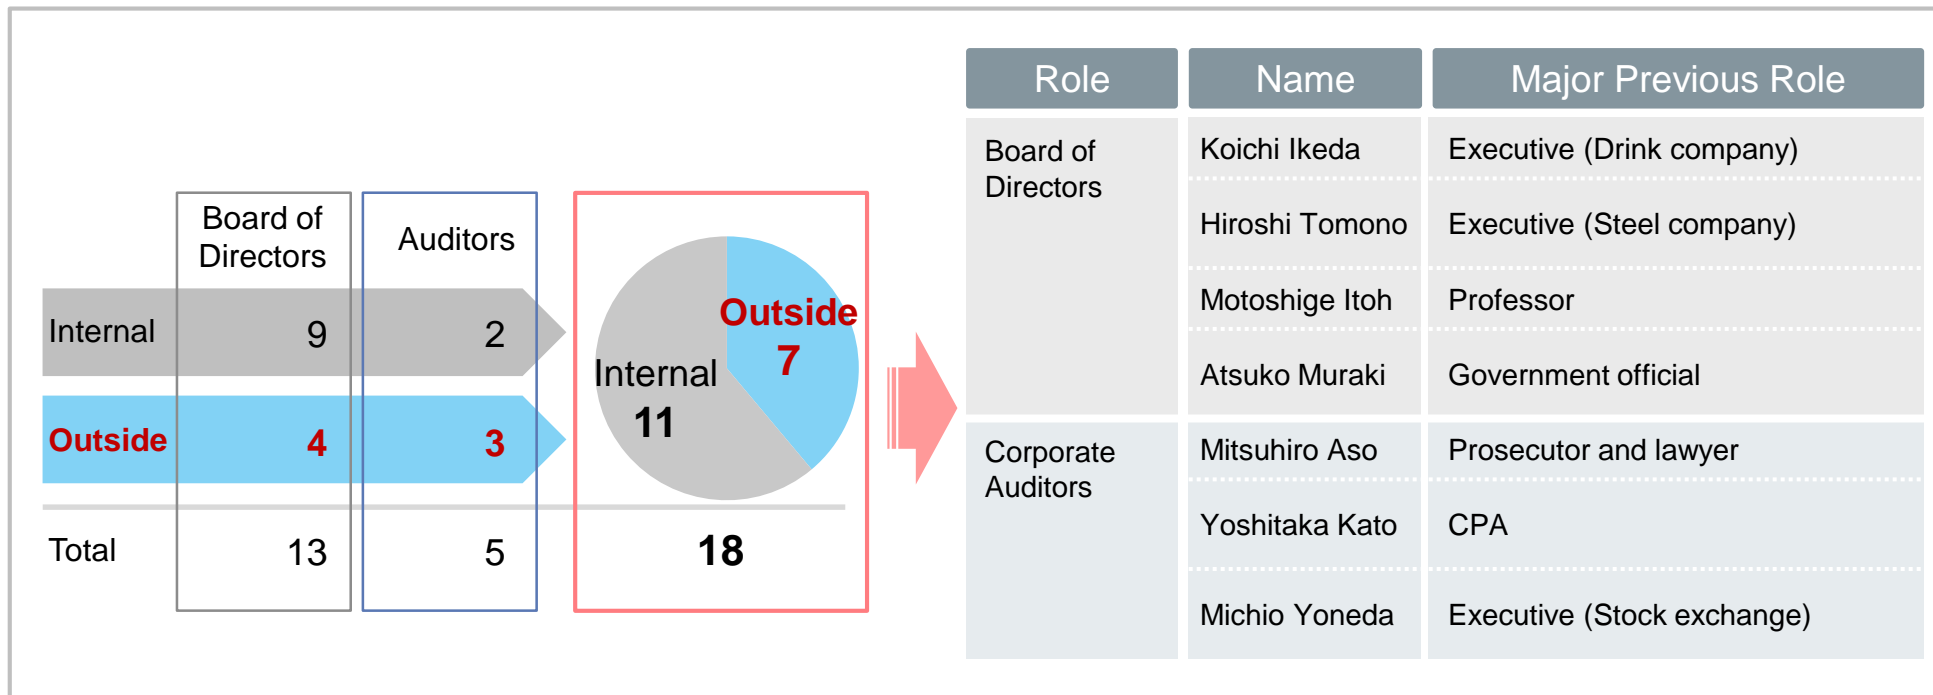 Board of
Directors
Auditors
Internal 9 2
Outside 4 3
Total 13 5
Outside
7
Internal
11
18
Role Name Major Previous Role
Board of
Directors
Koichi Ikeda Executive (Drink company)
Hiroshi Tomono Executive (Steel company)
Motoshige Itoh Professor
Atsuko Muraki Government official
Corporate
Auditors
Mitsuhiro Aso Prosecutor and lawyer
Yoshitaka Kato CPA
Michio Yoneda Executive (Stock exchange)